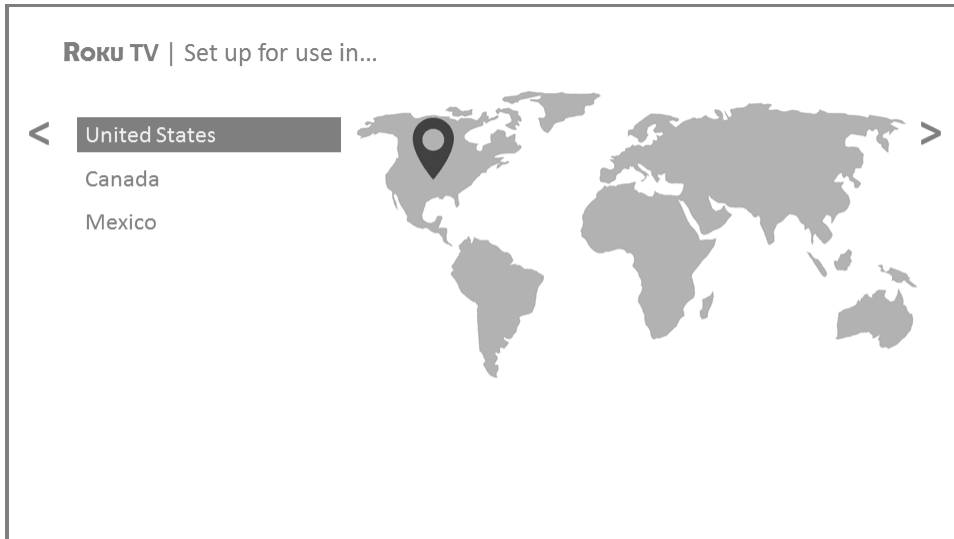 ROKU TV | Set up for use in...
< United States >
Canada
Mexico